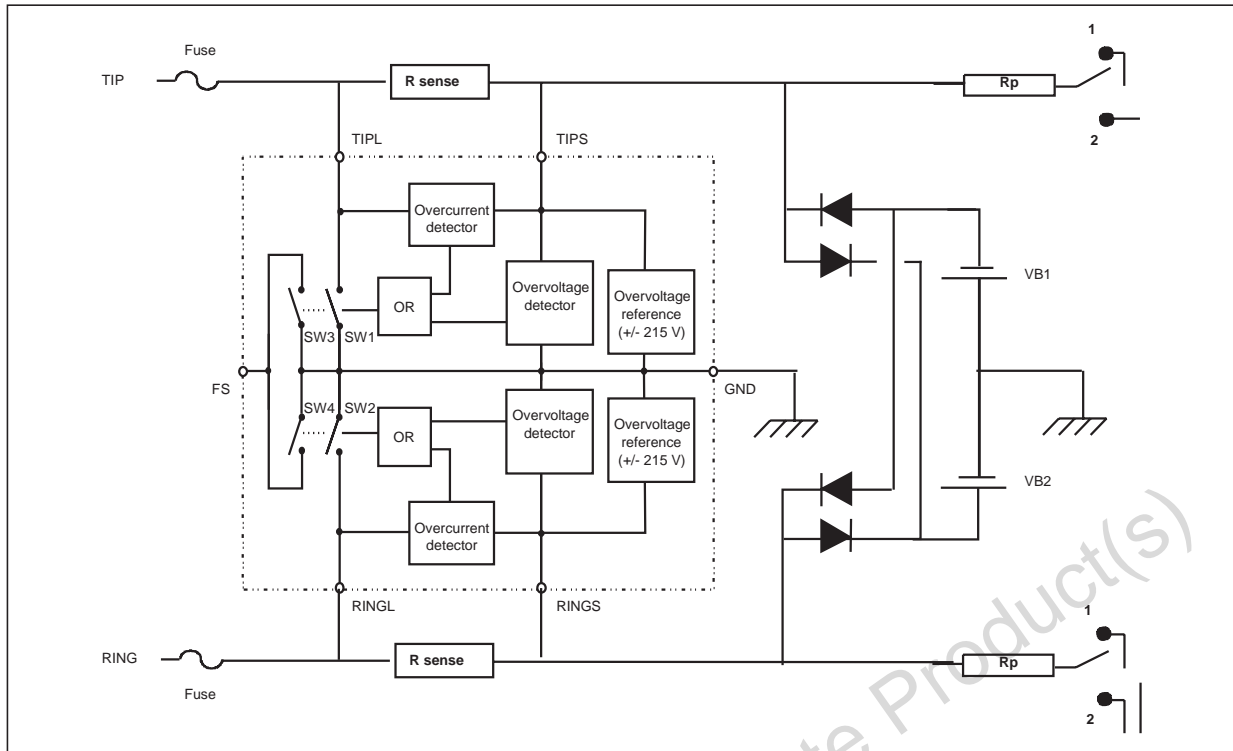 Fuse
TIP
R sense
Rp
1
2
TIPL
TIPS
Overcurrent
detector
OR
Overvoltage
detector
Overvoltage
reference
(+/- 215 V)
VB1
SW3
SW1
FS
GND
SW4
SW2
OR
Overvoltage
detector
Overvoltage
reference
(+/- 215 V)
VB2
Overcurrent
detector
RINGL
RINGS
RING
Fuse
R sense
Rp
1
2
Product(s)